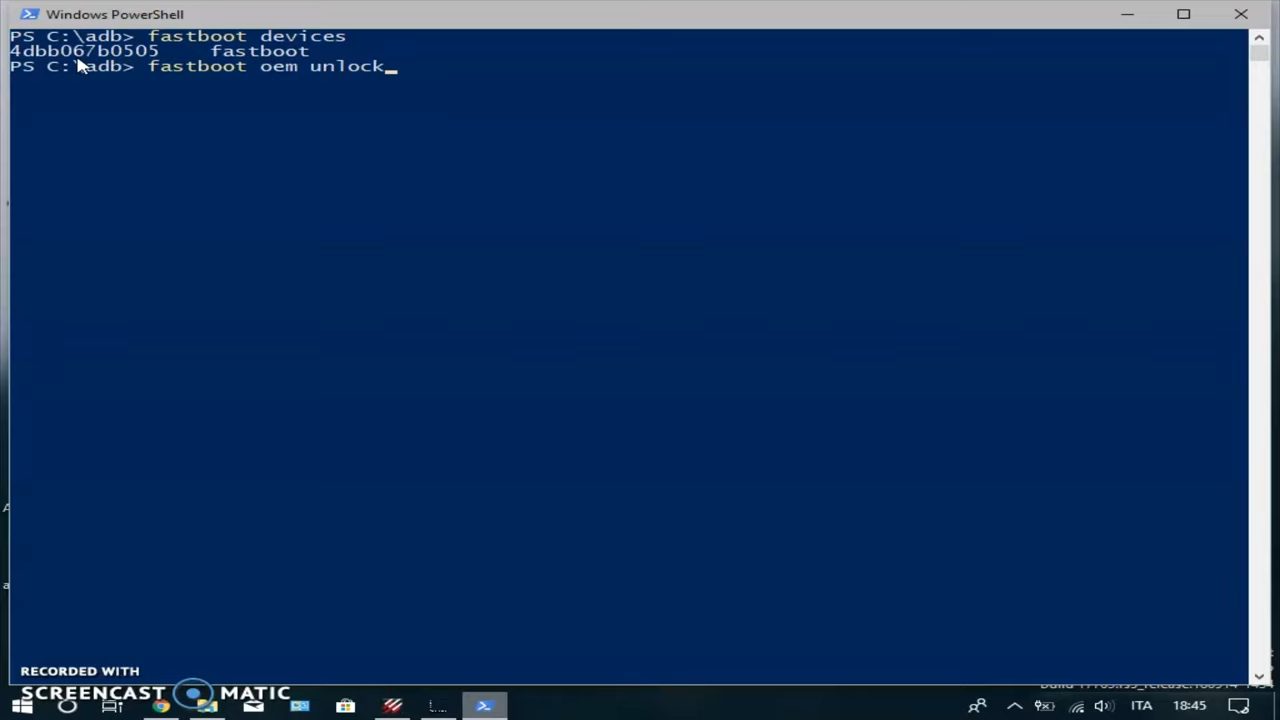 Windows PowerShell
PS C:\adb> fastboot devices
4dbb067b0505 fastboot
PS C:\adb> fastboot oem unlock_
RECORDED WITH
SCREENCAST MATIC
ITA 18:45